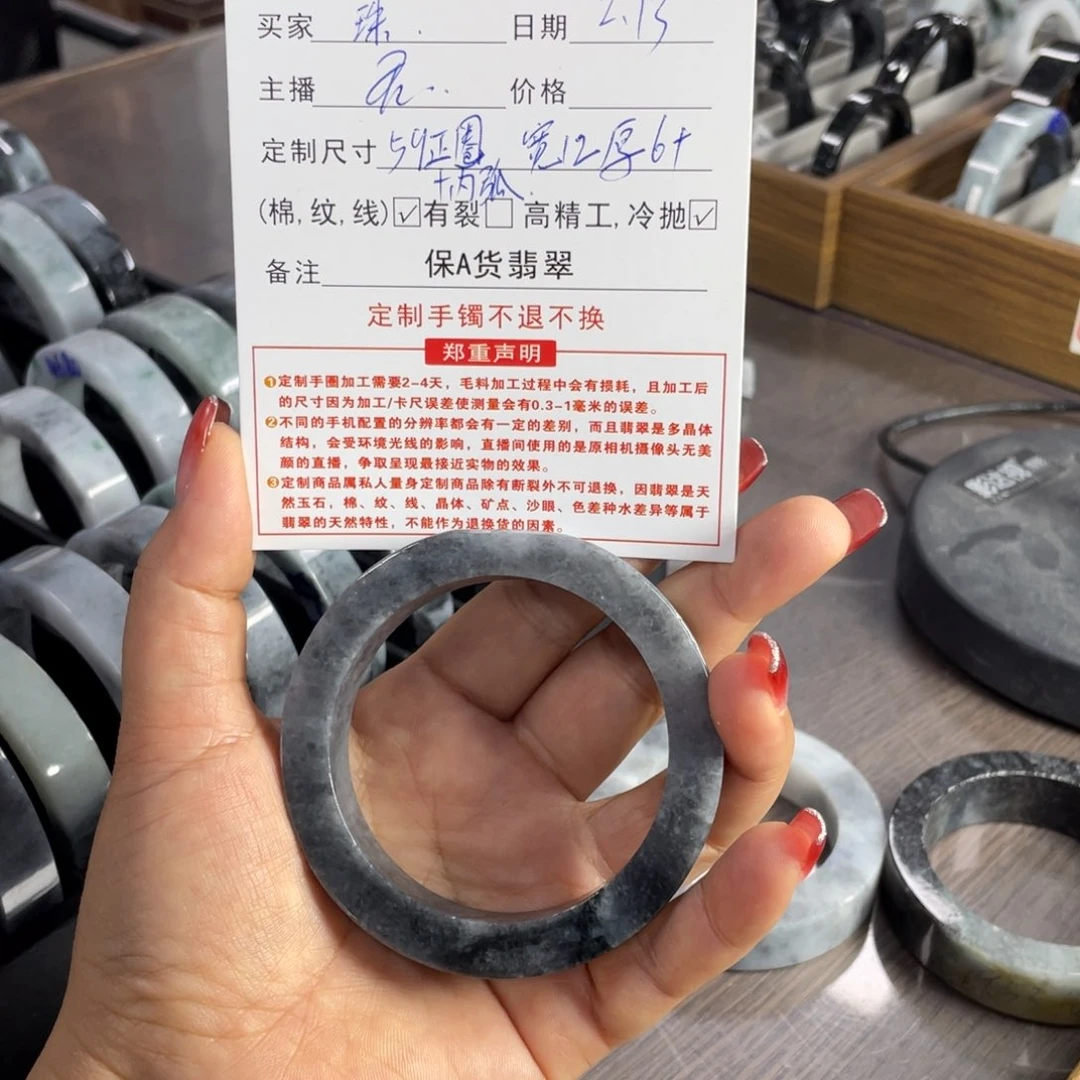 买家 珠.
日期 2.13
主播 君..
价格
定制尺寸 59正圈 宽12厚6+
+内弧.
(棉,纹,线)☑有裂☐ 高精工,冷抛☑
备注 保A货翡翠
定制手镯不退不换
郑重声明
①定制手圈加工需要2-4天，毛料加工过程中会有损耗，且加工后
的尺寸因为加工/卡尺误差使测量会有0.3-1毫米的误差。
②不同的手机配置的分辨率都会有一定的差别，而且翡翠是多晶体
结构，会受环境光线的影响，直播间使用的是原相机摄像头无美
颜的直播，争取呈现最接近实物的效果。
③定制商品属私人量身定制商品除有断裂外不可退换，因翡翠是天
然玉石，棉、纹、线、晶体、矿点、沙眼、色差种水差异等属于
翡翠的天然特性，不能作为退换货的因素。